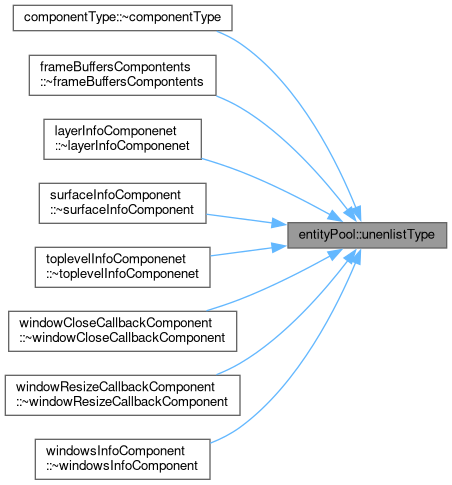 componentType::~componentType
frameBuffersCompontents
::~frameBuffersCompontents
layerInfoComponenet
::~layerInfoComponenet
surfaceInfoComponent
::~surfaceInfoComponent
entityPool::unenlistType
toplevelInfoComponenet
::~toplevelInfoComponenet
windowCloseCallbackComponent
::~windowCloseCallbackComponent
windowResizeCallbackComponent
::~windowResizeCallbackComponent
windowsInfoComponent
::~windowsInfoComponent